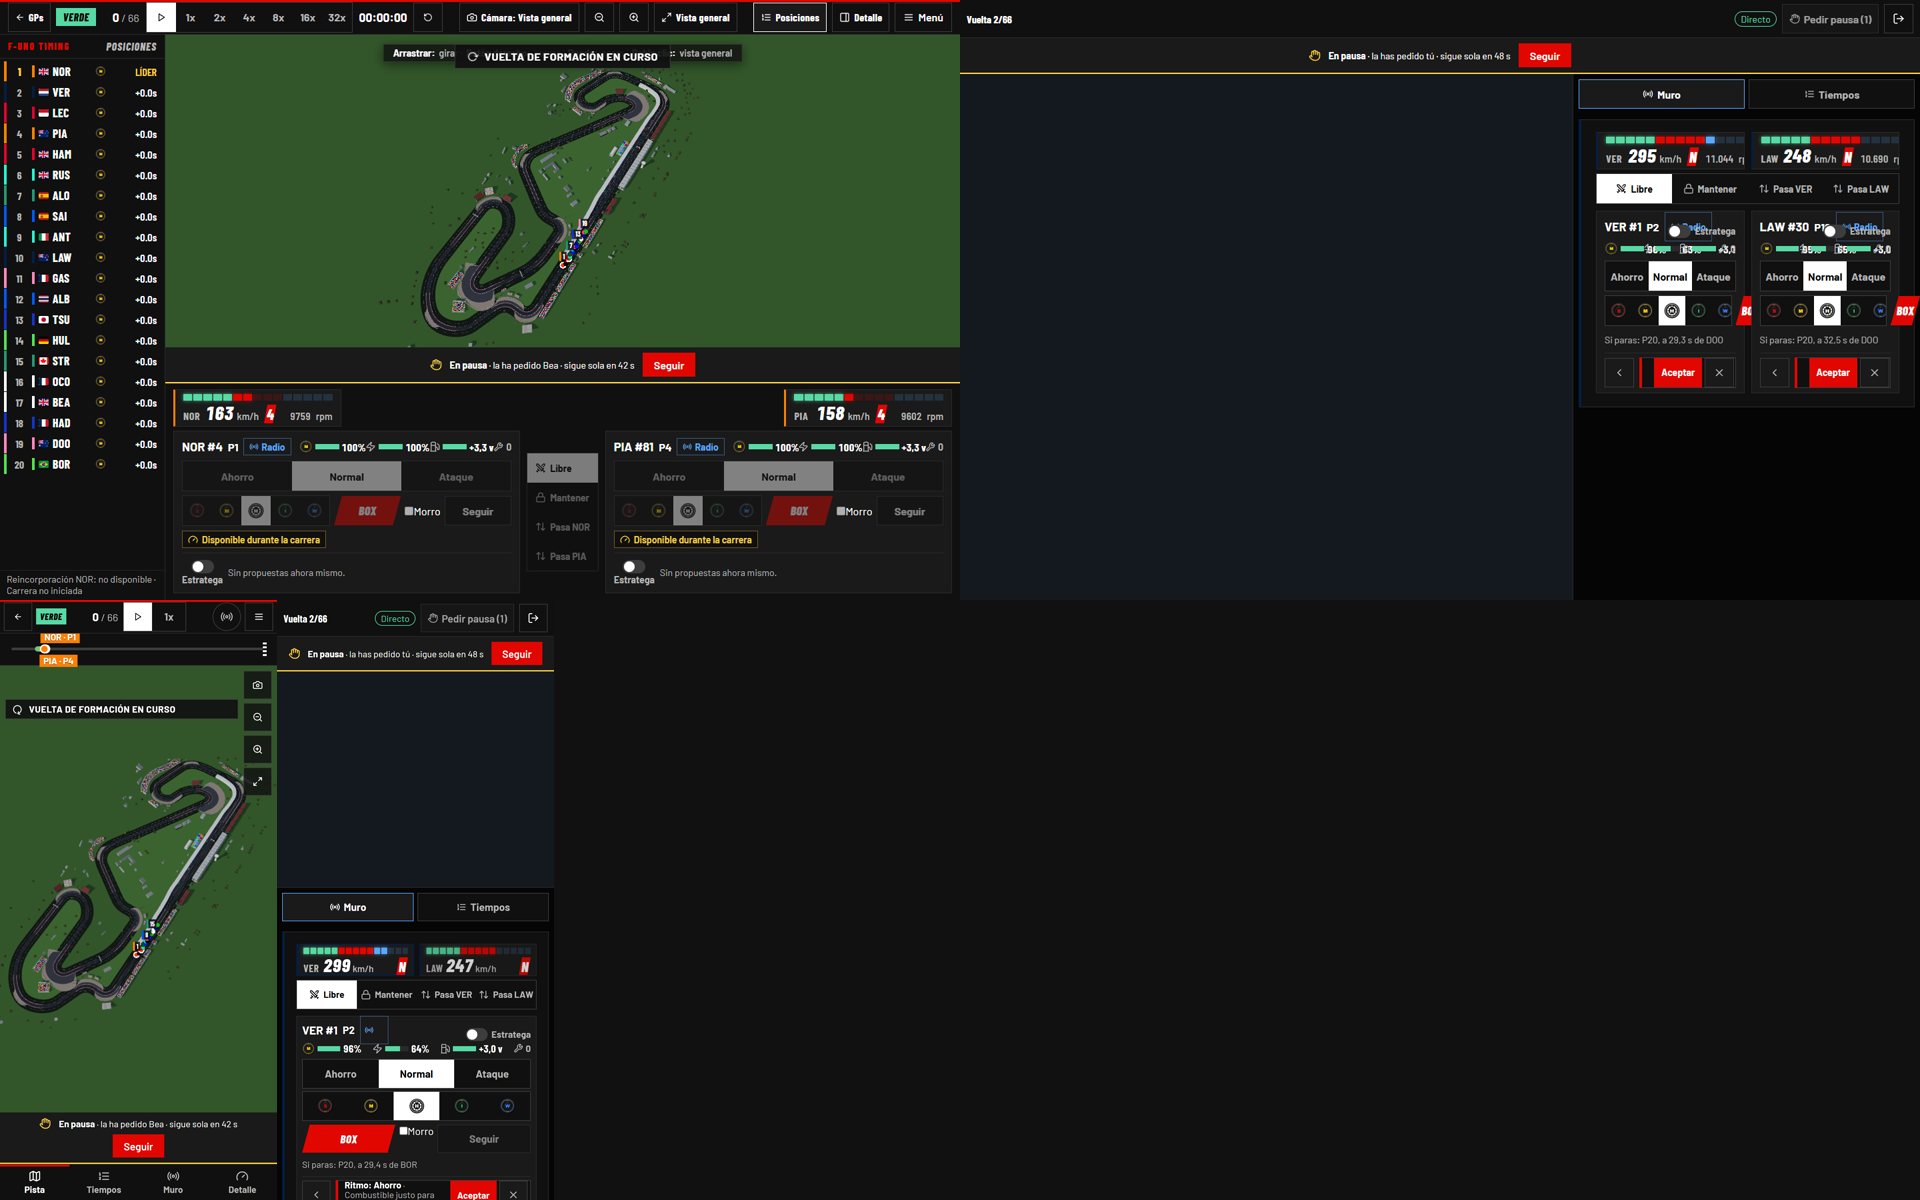 GPs VERDE 0 / 66 1x 2x 4x 8x 16x 32x 00:00:00 Cámara: Vista general Vista general Posiciones Detalle Menú
F-UNO TIMING POSICIONES
1 NOR LÍDER
2 VER +0.0s
3 LEC +0.0s
4 PIA +0.0s
5 HAM +0.0s
6 RUS +0.0s
7 ALO +0.0s
8 SAI +0.0s
9 ANT +0.0s
10 LAW +0.0s
11 GAS +0.0s
12 ALB +0.0s
13 TSU +0.0s
14 HUL +0.0s
15 STR +0.0s
16 OCO +0.0s
17 BEA +0.0s
18 HAD +0.0s
19 DOO +0.0s
20 BOR +0.0s
Reincorporación NOR: no disponible ·
Carrera no iniciada
Arrastrar: gira VUELTA DE FORMACIÓN EN CURSO : vista general
En pausa · la ha pedido Bea · sigue sola en 42 s Seguir
NOR 163 km/h 4 9759 rpm
PIA 158 km/h 4 9602 rpm
NOR #4 P1 Radio 100% 100% +3,3 v 0
Ahorro Normal Ataque
BOX Morro Seguir
Disponible durante la carrera
Estratega Sin propuestas ahora mismo.
Libre
Mantener
Pasa NOR
Pasa PIA
PIA #81 P4 Radio 100% 100% +3,3 v 0
Ahorro Normal Ataque
BOX Morro Seguir
Disponible durante la carrera
Estratega Sin propuestas ahora mismo.
Vuelta 2/66 Directo Pedir pausa (1)
En pausa · la has pedido tú · sigue sola en 48 s Seguir
Muro Tiempos
VER 295 km/h N 11.044
LAW 248 km/h N 10.690
Libre Mantener Pasa VER Pasa LAW
VER #1 P2 Radio Estratega
Ahorro Normal Ataque
Si paras: P20, a 29,3 s de DOO
Aceptar
LAW #30 Radio Estratega
Ahorro Normal Ataque
BOX
Si paras: P20, a 32,5 s de DOO
Aceptar
VERDE 0 / 66 1x
NOR · P1
PIA · P4
VUELTA DE FORMACIÓN EN CURSO
En pausa · la ha pedido Bea · sigue sola en 42 s
Seguir
Pista Tiempos Muro Detalle
Vuelta 2/66 Directo Pedir pausa (1)
En pausa · la has pedido tú · sigue sola en 48 s Seguir
Muro Tiempos
VER 299 km/h N
LAW 247 km/h N
Libre Mantener Pasa VER Pasa LAW
VER #1 P2 Estratega
96% 64% +3,0 v 0
Ahorro Normal Ataque
BOX Morro Seguir
Si paras: P20, a 29,4 s de BOR
Ritmo: Ahorro
Combustible justo para
Aceptar